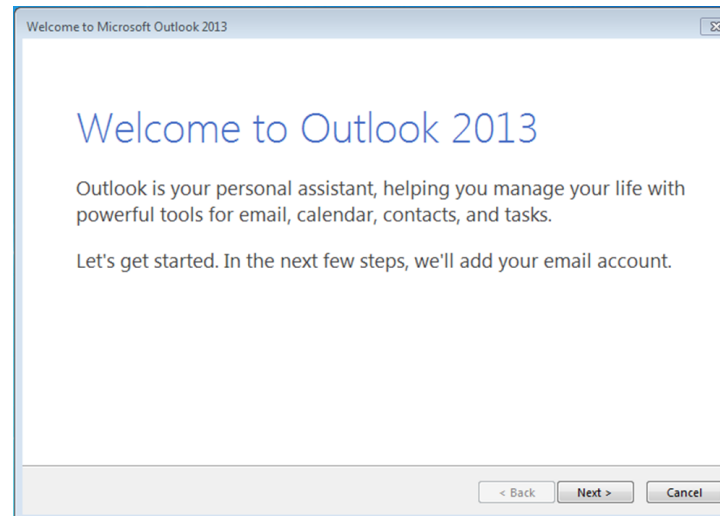 Welcome to Microsoft Outlook 2013
Welcome to Outlook 2013
Outlook is your personal assistant, helping you manage your life with
powerful tools for email, calendar, contacts, and tasks.
Let's get started. In the next few steps, we'll add your email account.
< Back Next > Cancel